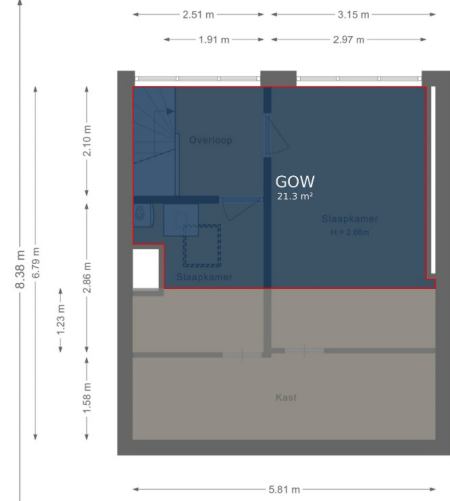 2.51 m
3.15 m
1.91 m
2.97 m
8.38 m
6.79 m
2.10 m
2.86 m
1.23 m
1.58 m
Overloop
GOW
21.3 m²
Slaapkamer
H = 2.66m
Slaapkamer
Kast
5.81 m